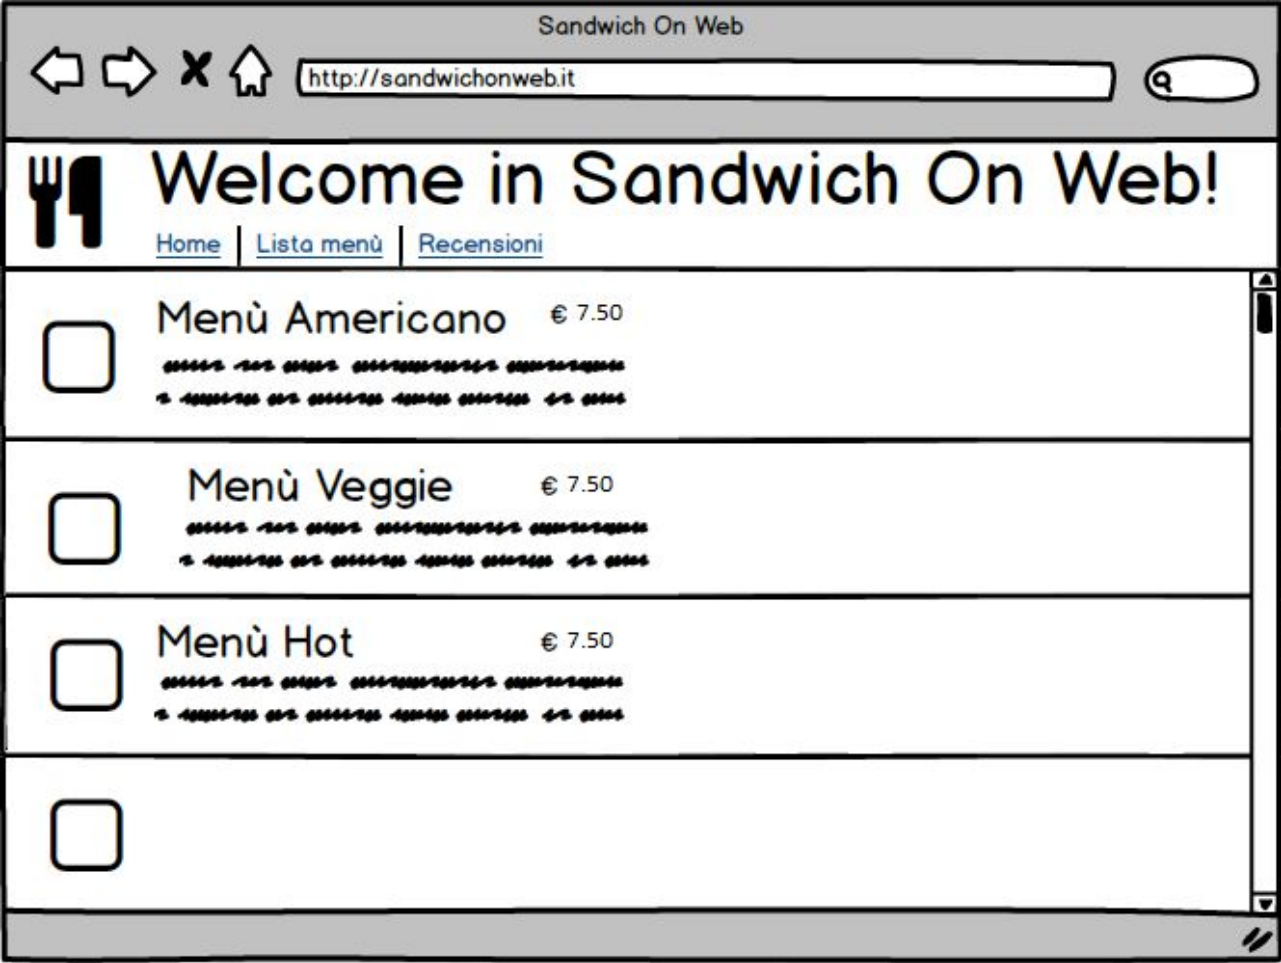 Sandwich On Web
http://sandwichonweb.it
Welcome in Sandwich On Web!
Home | Lista menù | Recensioni
Menù Americano € 7.50
Menù Veggie € 7.50
Menù Hot € 7.50